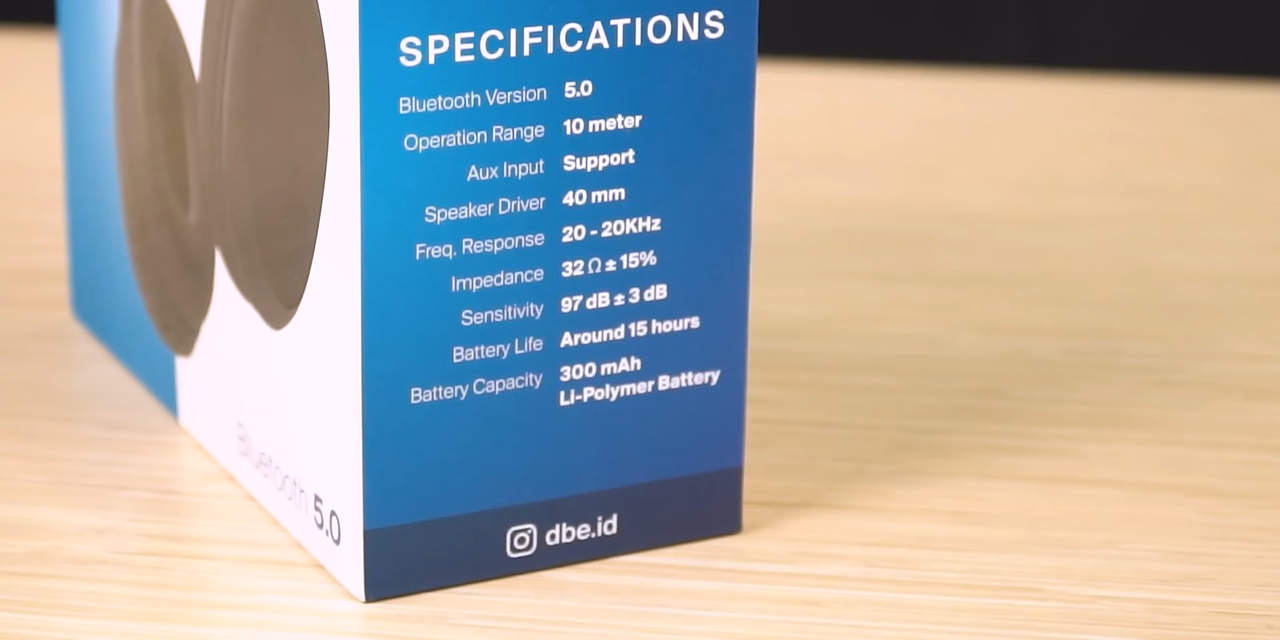 SPECIFICATIONS
Bluetooth Version 5.0
Operation Range 10 meter
Aux Input Support
Speaker Driver 40 mm
Freq. Response 20 - 20KHz
Impedance 32 Ω ± 15%
Sensitivity 97 dB ± 3 dB
Battery Life Around 15 hours
Battery Capacity 300 mAh
Li-Polymer Battery
dbe.id
Bluetooth 5.0